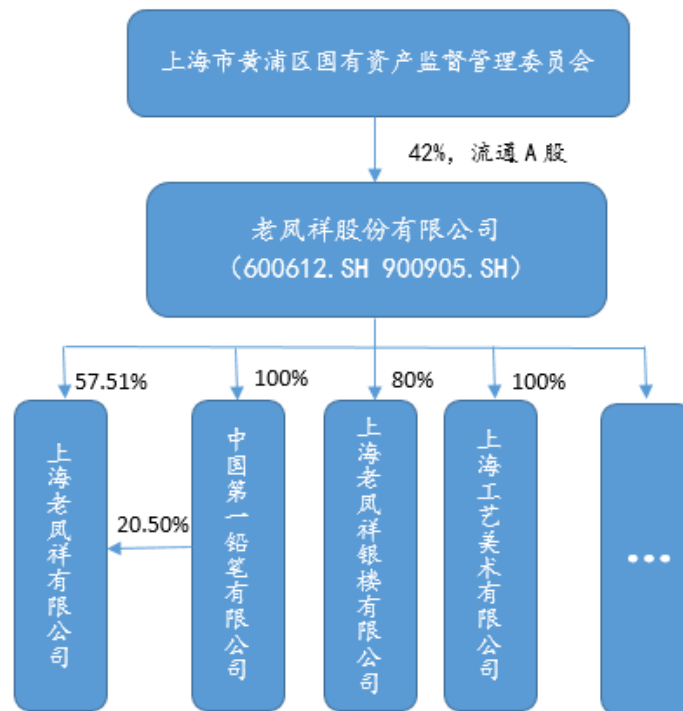 上海市黄浦区国有资产监督管理委员会
42%，流通 A 股
老凤祥股份有限公司
（600612.SH 900905.SH）
57.51%
100%
80%
100%
上海老凤祥有限公司
20.50%
中国第一铅笔有限公司
上海老凤祥银楼有限公司
上海工艺美术有限公司
...